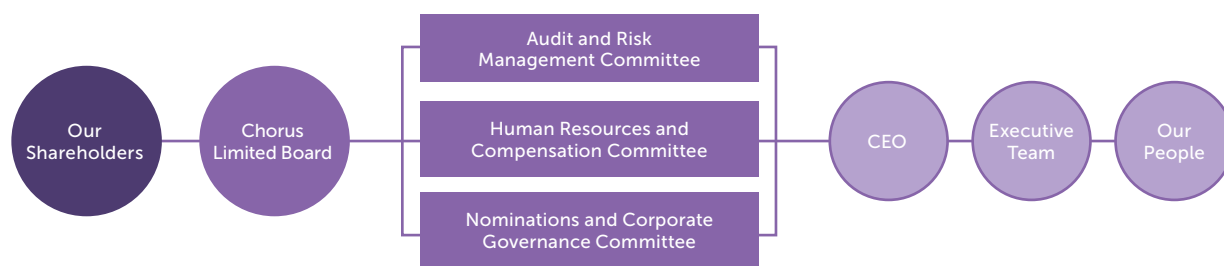 Our
Shareholders
Chorus
Limited Board
Audit and Risk
Management Committee
Human Resources and
Compensation Committee
Nominations and Corporate
Governance Committee
CEO
Executive
Team
Our
People